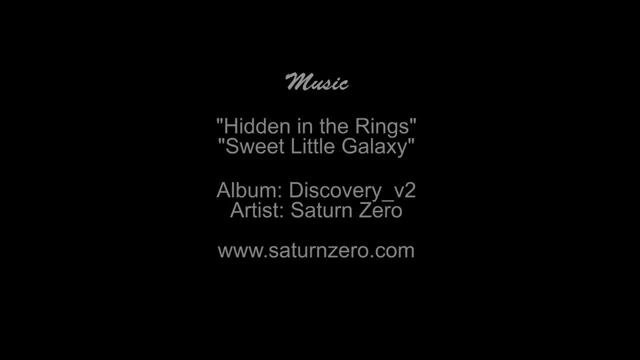 Music
"Hidden in the Rings"
"Sweet Little Galaxy"
Album: Discovery_v2
Artist: Saturn Zero
www.saturnzero.com